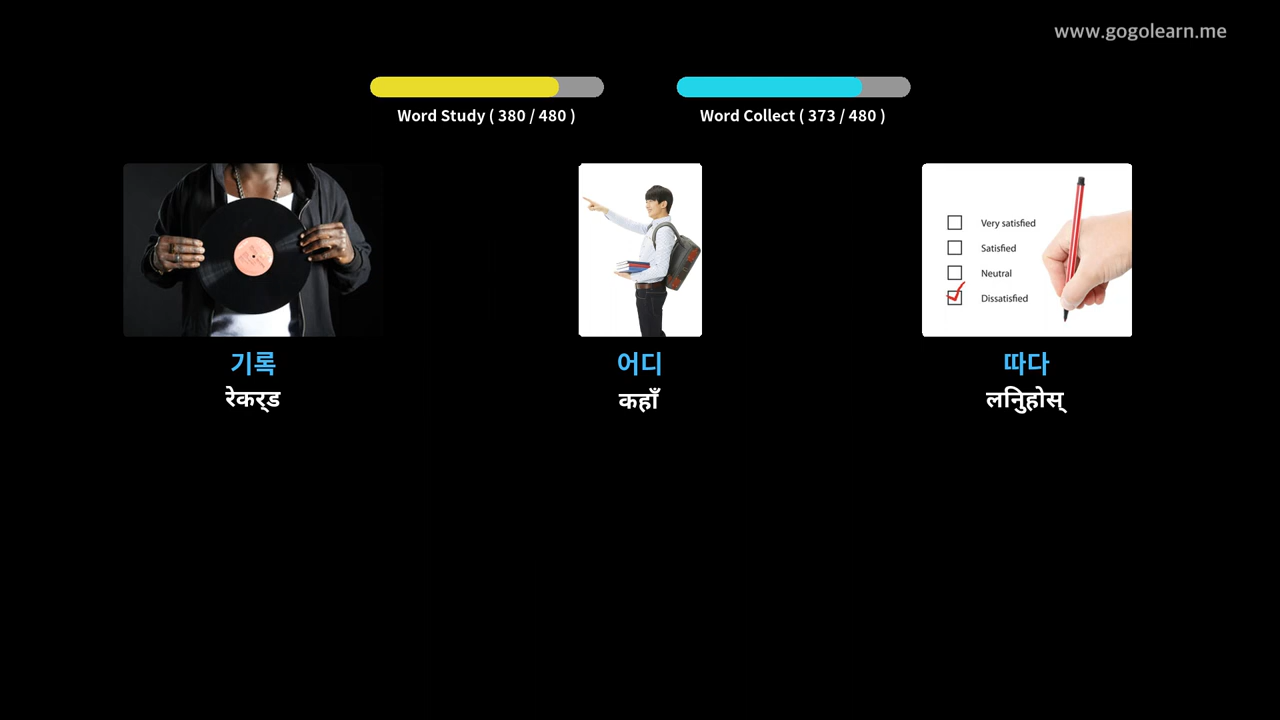 www.gogolearn.me
Word Study ( 380 / 480 )
Word Collect ( 373 / 480 )
Very satisfied
Satisfied
Neutral
Dissatisfied
기록
어디
따다
रेकर्ड
कहाँ
लनुिहोस्